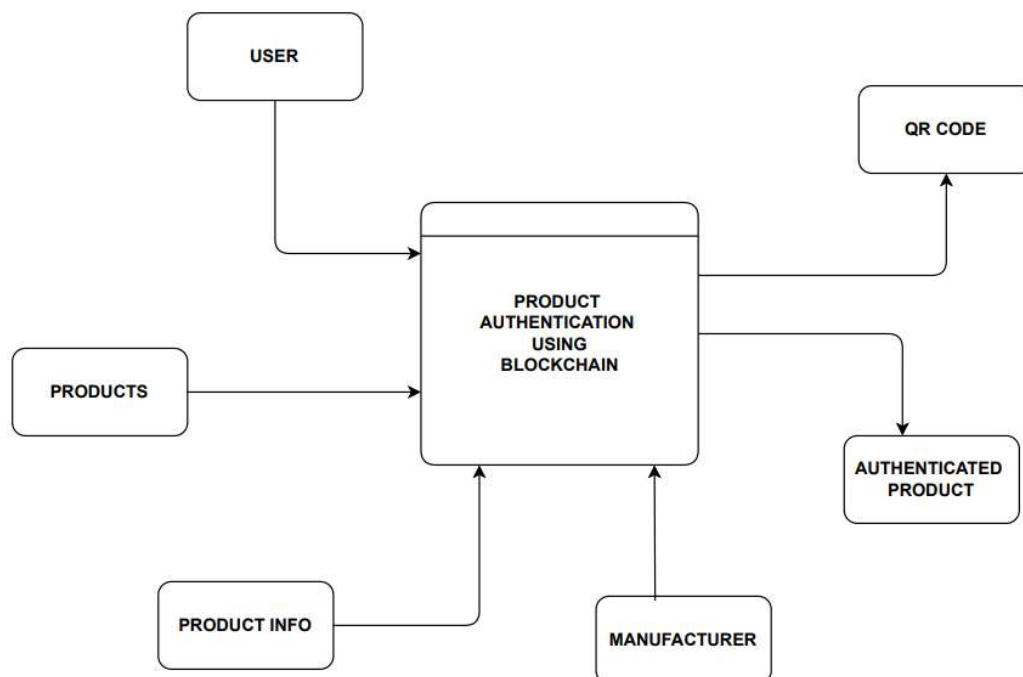 USER
QR CODE
PRODUCT
AUTHENTICATION
USING
BLOCKCHAIN
PRODUCTS
AUTHENTICATED
PRODUCT
PRODUCT INFO
MANUFACTURER